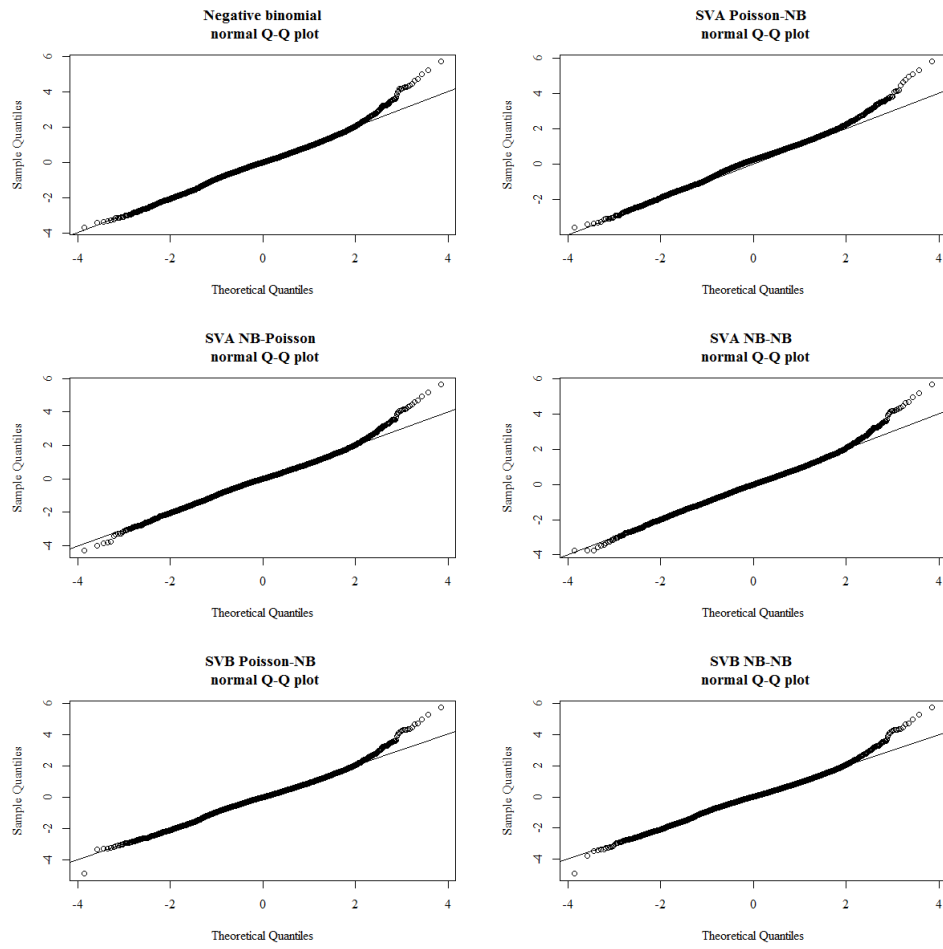 Negative binomial
normal Q-Q plot
Sample Quantiles
6
4
2
0
-2
-4
-4 -2 0 2 4
Theoretical Quantiles
SVA Poisson-NB
normal Q-Q plot
Sample Quantiles
6
4
2
0
-2
-4 -2 0 2 4
Theoretical Quantiles
SVA NB-Poisson
normal Q-Q plot
Sample Quantiles
6
4
2
0
-2
-4
-4 -2 0 2 4
Theoretical Quantiles
SVA NB-NB
normal Q-Q plot
Sample Quantiles
6
4
2
0
-2
-4
-4 -2 0 2 4
Theoretical Quantiles
SVB Poisson-NB
normal Q-Q plot
Sample Quantiles
6
4
2
0
-2
-4
-4 -2 0 2 4
Theoretical Quantiles
SVB NB-NB
normal Q-Q plot
Sample Quantiles
6
4
2
0
-2
-4
-4 -2 0 2 4
Theoretical Quantiles